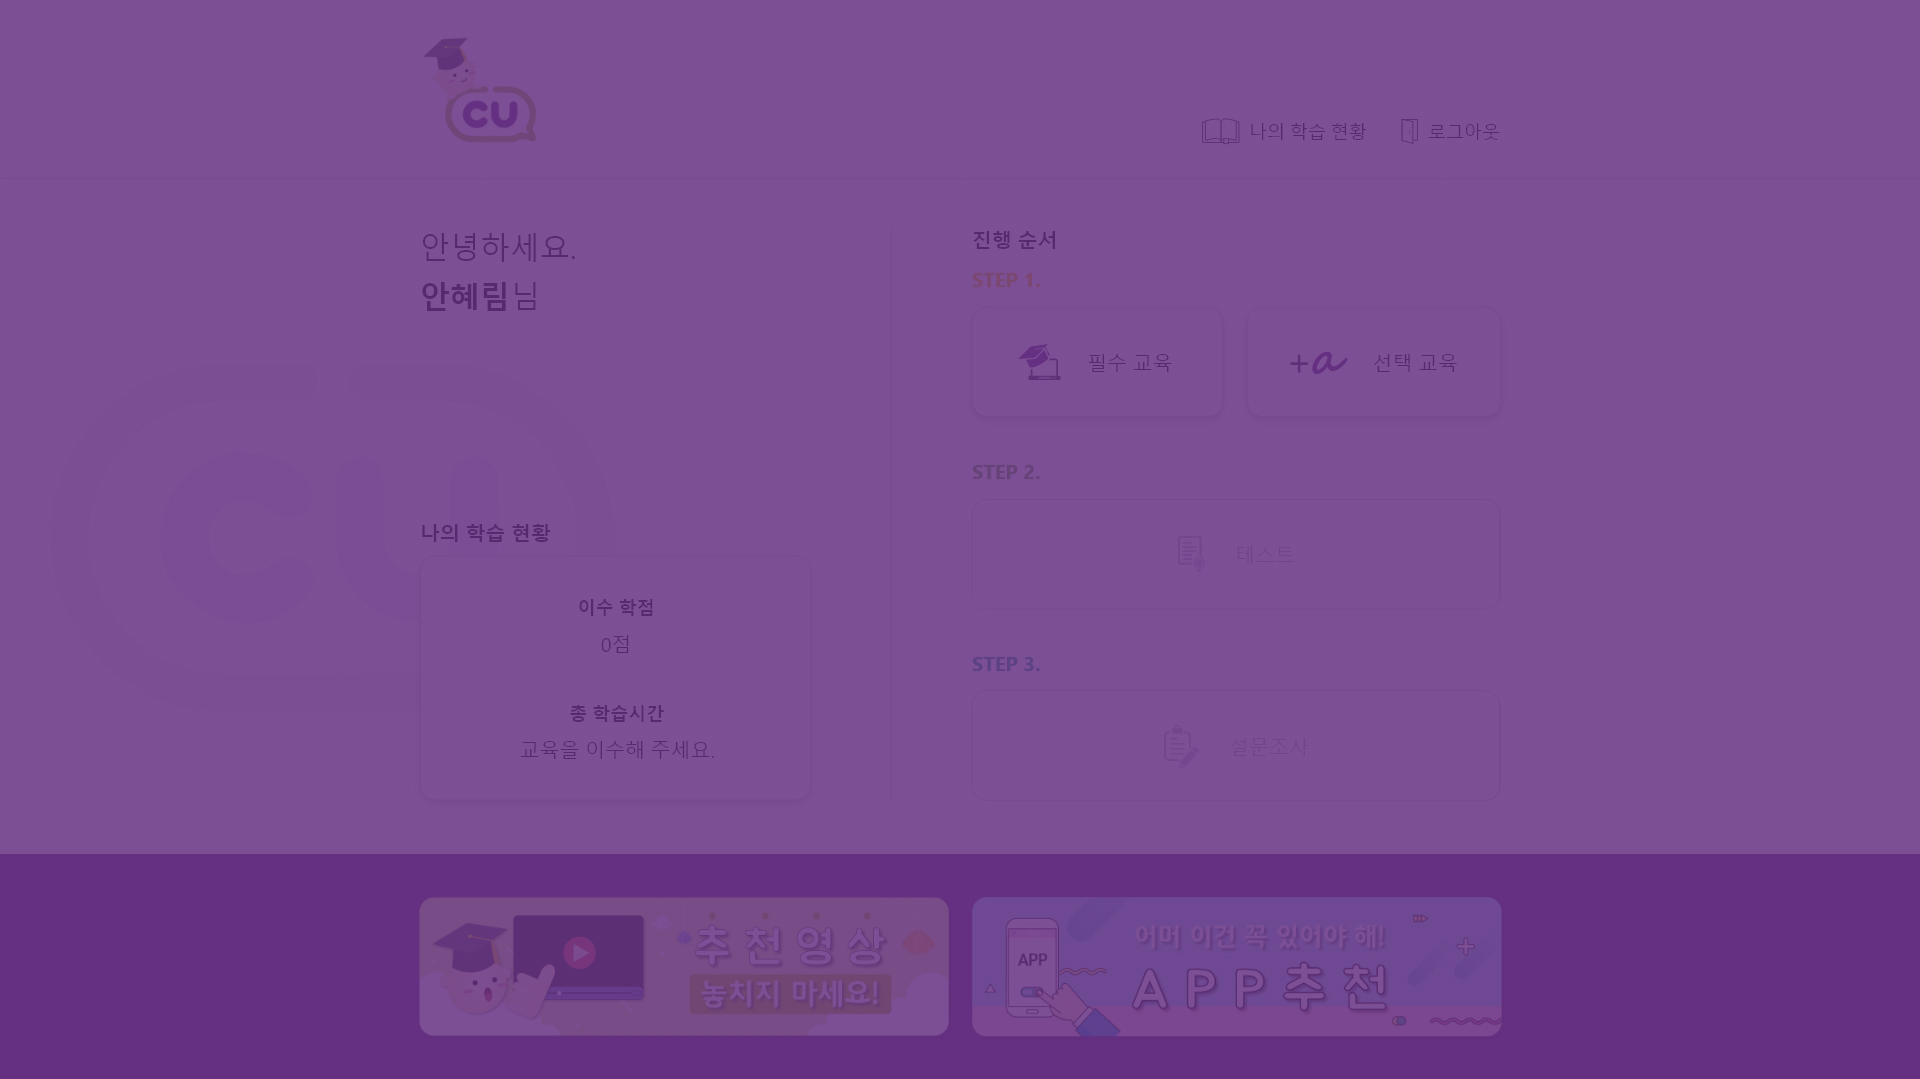 CU
나의 학습 현황
로그아웃
안녕하세요.
안혜림님
나의 학습 현황
이수 학점
0점
총 학습시간
교육을 이수해 주세요.
진행 순서
STEP 1.
필수 교육
+a 선택 교육
STEP 2.
테스트
STEP 3.
설문조사
추천영상
놓치지 마세요!
APP
어머 이건 꼭 있어야 해!
APP추천